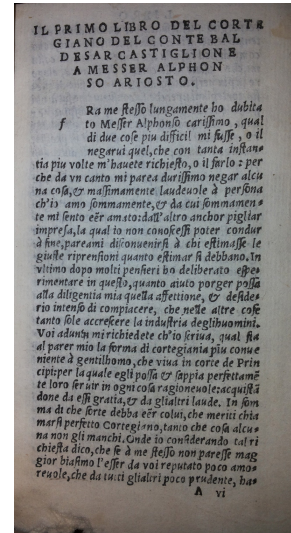 IL PRIMO LIBRO DEL CORTE
GIANO DEL CONTE BAL
DESAR CASTIGLIONE
A MESSER ALPHON
SO ARIOSTO.
f Ra me ſteſſo lungamente ho dubita
to Meſſer Alphonſo cariſſimo, qual
di due coſe piu difficil mi fuſſe, o il
negarui quel, che con tanta inſtan-
tia piu volte m'hauete richieſto, o il farlo: per
che da vn canto mi parea duriſſimo negar alcu
na coſa, & maſſimamente laudeuole à perſona
ch'io amo ſommamente, & da cui ſommamen-
te mi ſento eſſr amato: dall'altro anchor pigliar
impreſa, la qual io non conoſceſſi poter condur
à fine, pareami diſconuenirſi à chi eſtimaſſe le
giuſte riprenſioni quanto eſtimar ſi debbano. In
vltimo dopo molti penſieri ho deliberato eſpe-
rimentare in queſto, quanto aiuto porger poſſa
alla diligentia mia quella affettione, & deſide-
rio intenſo di compiacere, che nelle altre coſe
tanto ſole accreſcere la induſtria degli huomini.
Voi adunq; mi richiedete ch'io ſcriua, qual ſia
al parer mio la forma di cortegiania piu conue
niente à gentilhomo, che viua in corte de Prin
cipi: per la quale egli poſſa & ſappia perfettamẽ
te loro ſeruir in ogni coſa ragioneuole: acquiſtã
done da eſſi gratia, & da gli altri laude. In ſom
ma di che ſorte debba eſſr colui, che meriti chia
marſi perfetto Cortegiano, tanto che coſa alcu-
na non gli manchi. Onde io conſiderando tal ri
chieſta dico, che ſe à me ſteſſo non pareſſe mag
gior biaſimo l'eſſer da voi reputato poco amo-
reuole, che da tutti gli altri poco prudente, ha-
A vi